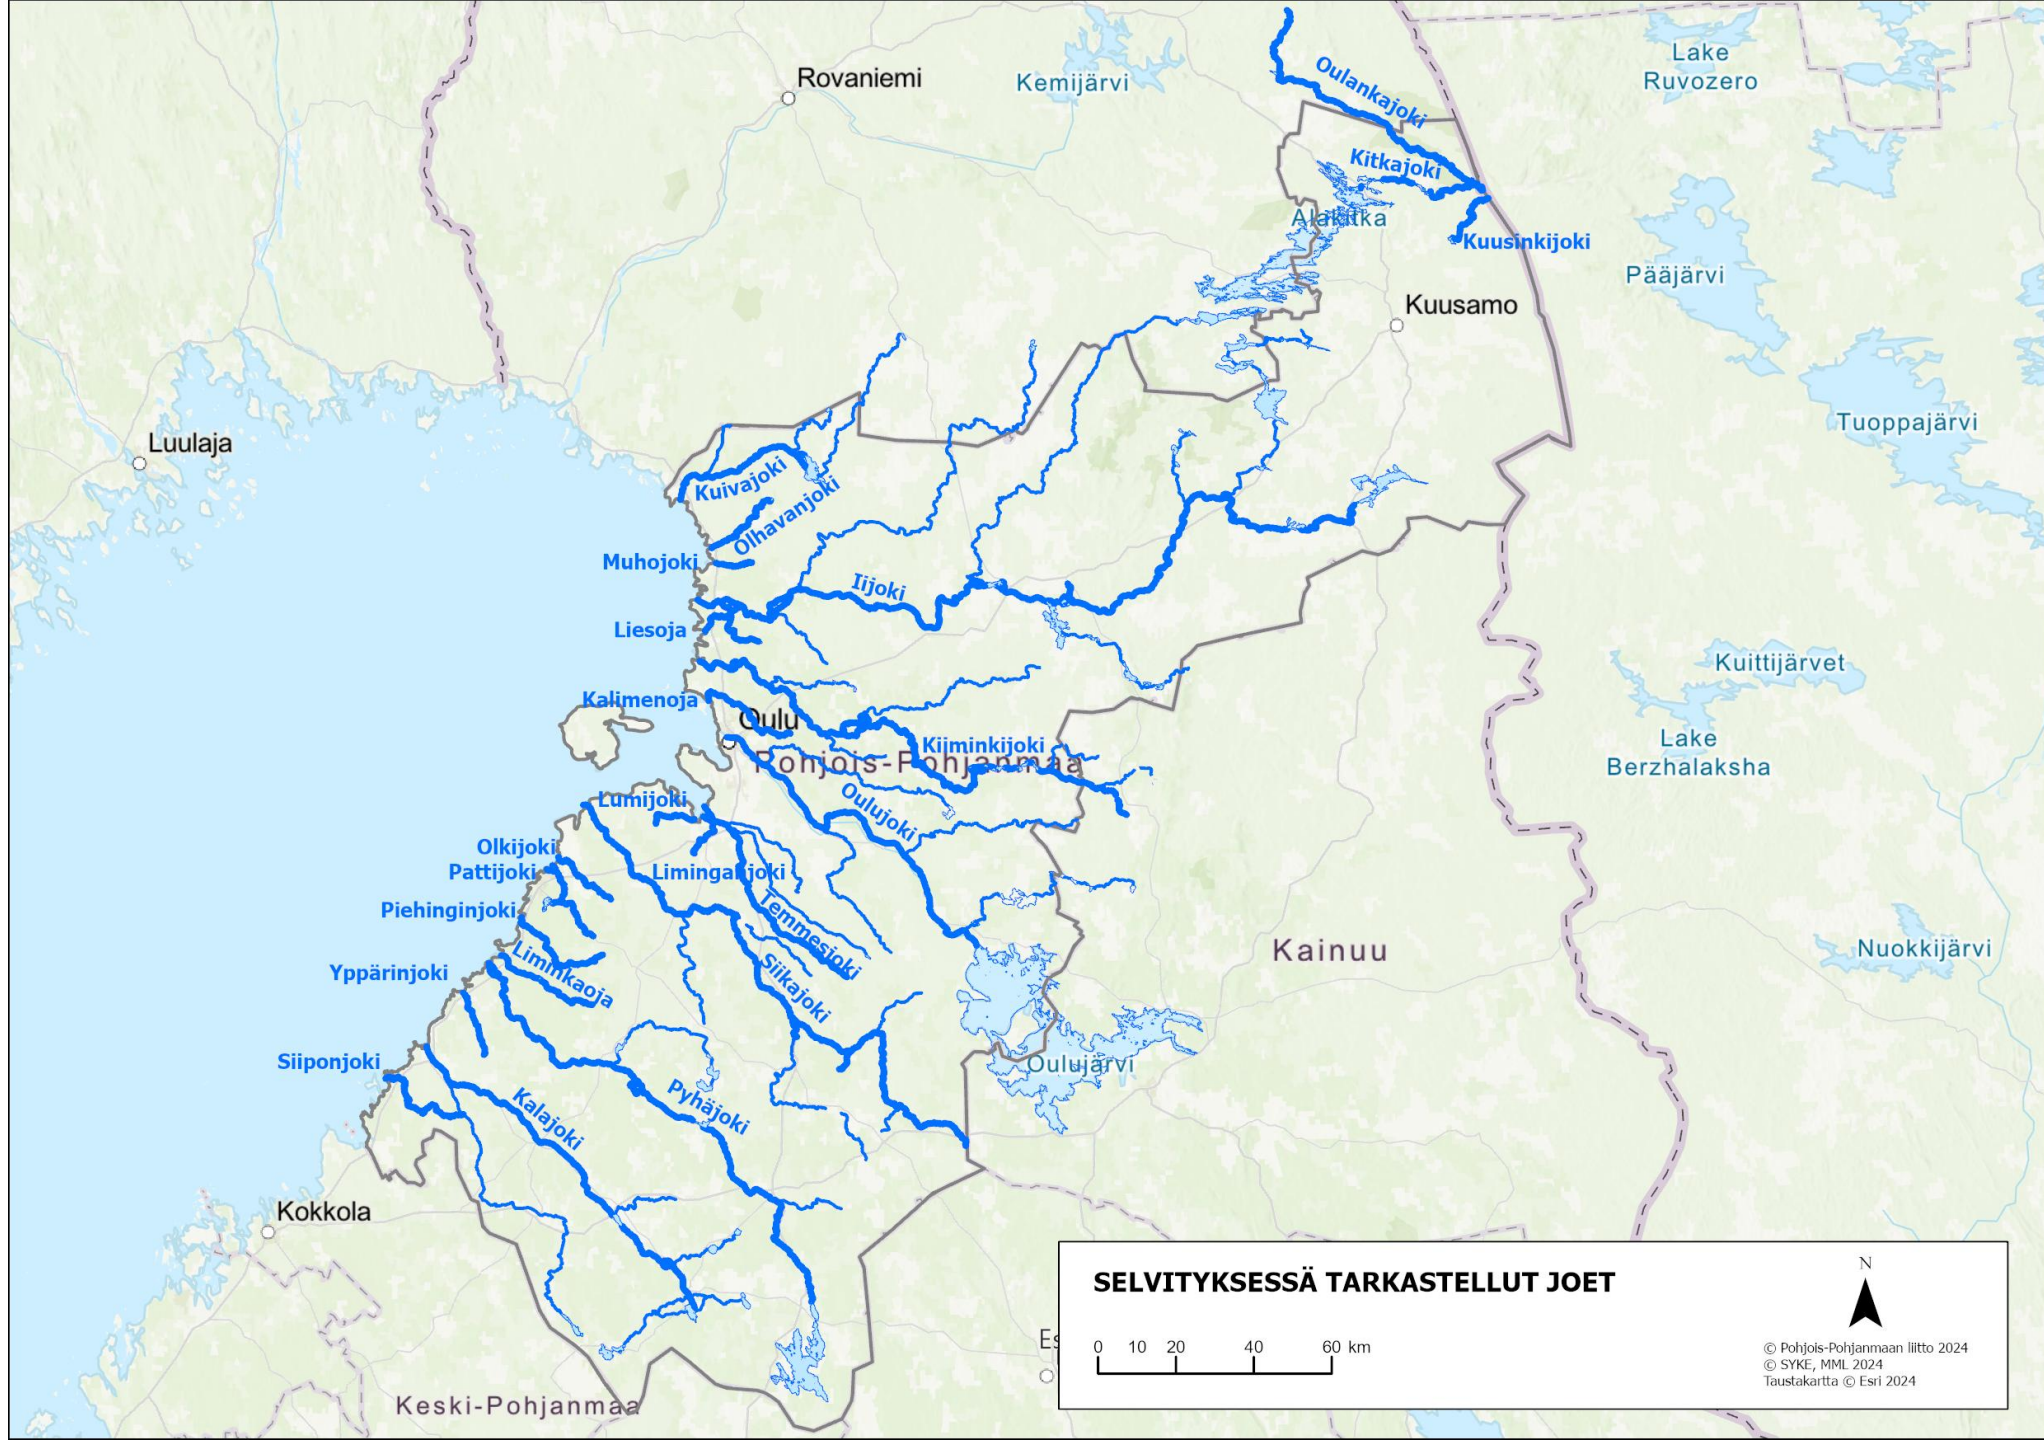 Rovaniemi
Kemijärvi
Oulankajoki
Lake
Ruvozero
Kitkajoki
Alakitka
Kuusinkijoki
Pääjärvi
Kuusamo
Tuoppajärvi
Luulaja
Kuivajoki
Olhavanjoki
Muhojoki
Iijoki
Liesoja
Kuittijärvet
Kalimenoja
Oulu
Kiiminkijoki
Pohjois-Pohjanmaa
Lake
Berzhalaksha
Lumijoki
Oulujoki
Olkijoki
Pattijoki
Liminganjoki
Piehinginjoki
Temmesjoki
Liminkaoja
Siikajoki
Yppärinjoki
Kainuu
Nuokkijärvi
Siiponjoki
Oulujärvi
Kalajoki
Pyhäjoki
Kokkola
Keski-Pohjanmaa
Es
SELVITYKSESSÄ TARKASTELLUT JOET
N
0 10 20 40 60 km
© Pohjois-Pohjanmaan liitto 2024
© SYKE, MML 2024
Taustakartta © Esri 2024